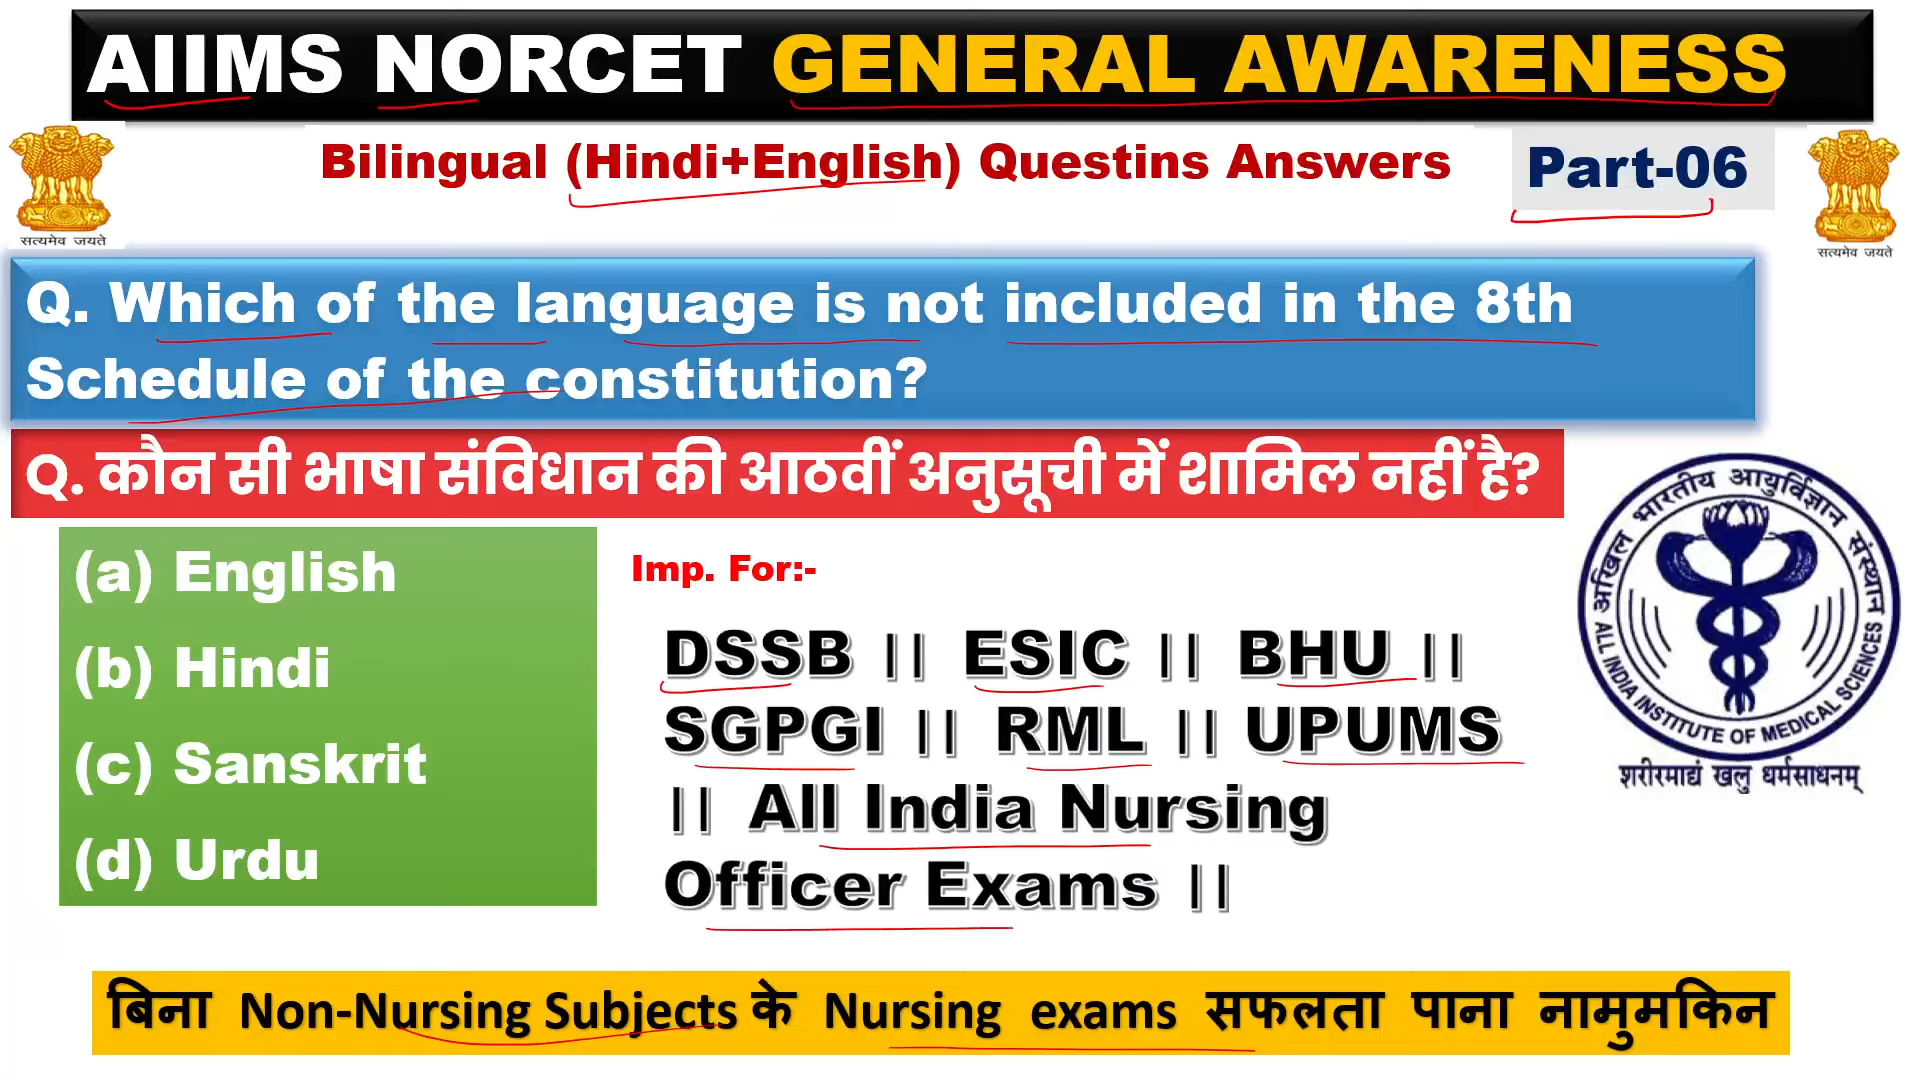 AIIMS NORCET GENERAL AWARENESS
Bilingual (Hindi+English) Questins Answers
Part-06
सत्यमेव जयते
सत्यमेव जयते
Q. Which of the language is not included in the 8th
Schedule of the constitution?
Q. कौन सी भाषा संविधान की आठवीं अनुसूची में शामिल नहीं है?
(a) English
(b) Hindi
(c) Sanskrit
(d) Urdu
Imp. For:-
DSSB || ESIC || BHU ||
SGPGI || RML || UPUMS
|| All India Nursing
Officer Exams ||
अखिल भारतीय आयुर्विज्ञान संस्थान
ALL INDIA INSTITUTE OF MEDICAL SCIENCES
शरीरमाद्यं खलु धर्मसाधनम्
बिना Non-Nursing Subjects के Nursing exams सफलता पाना नामुमकिन